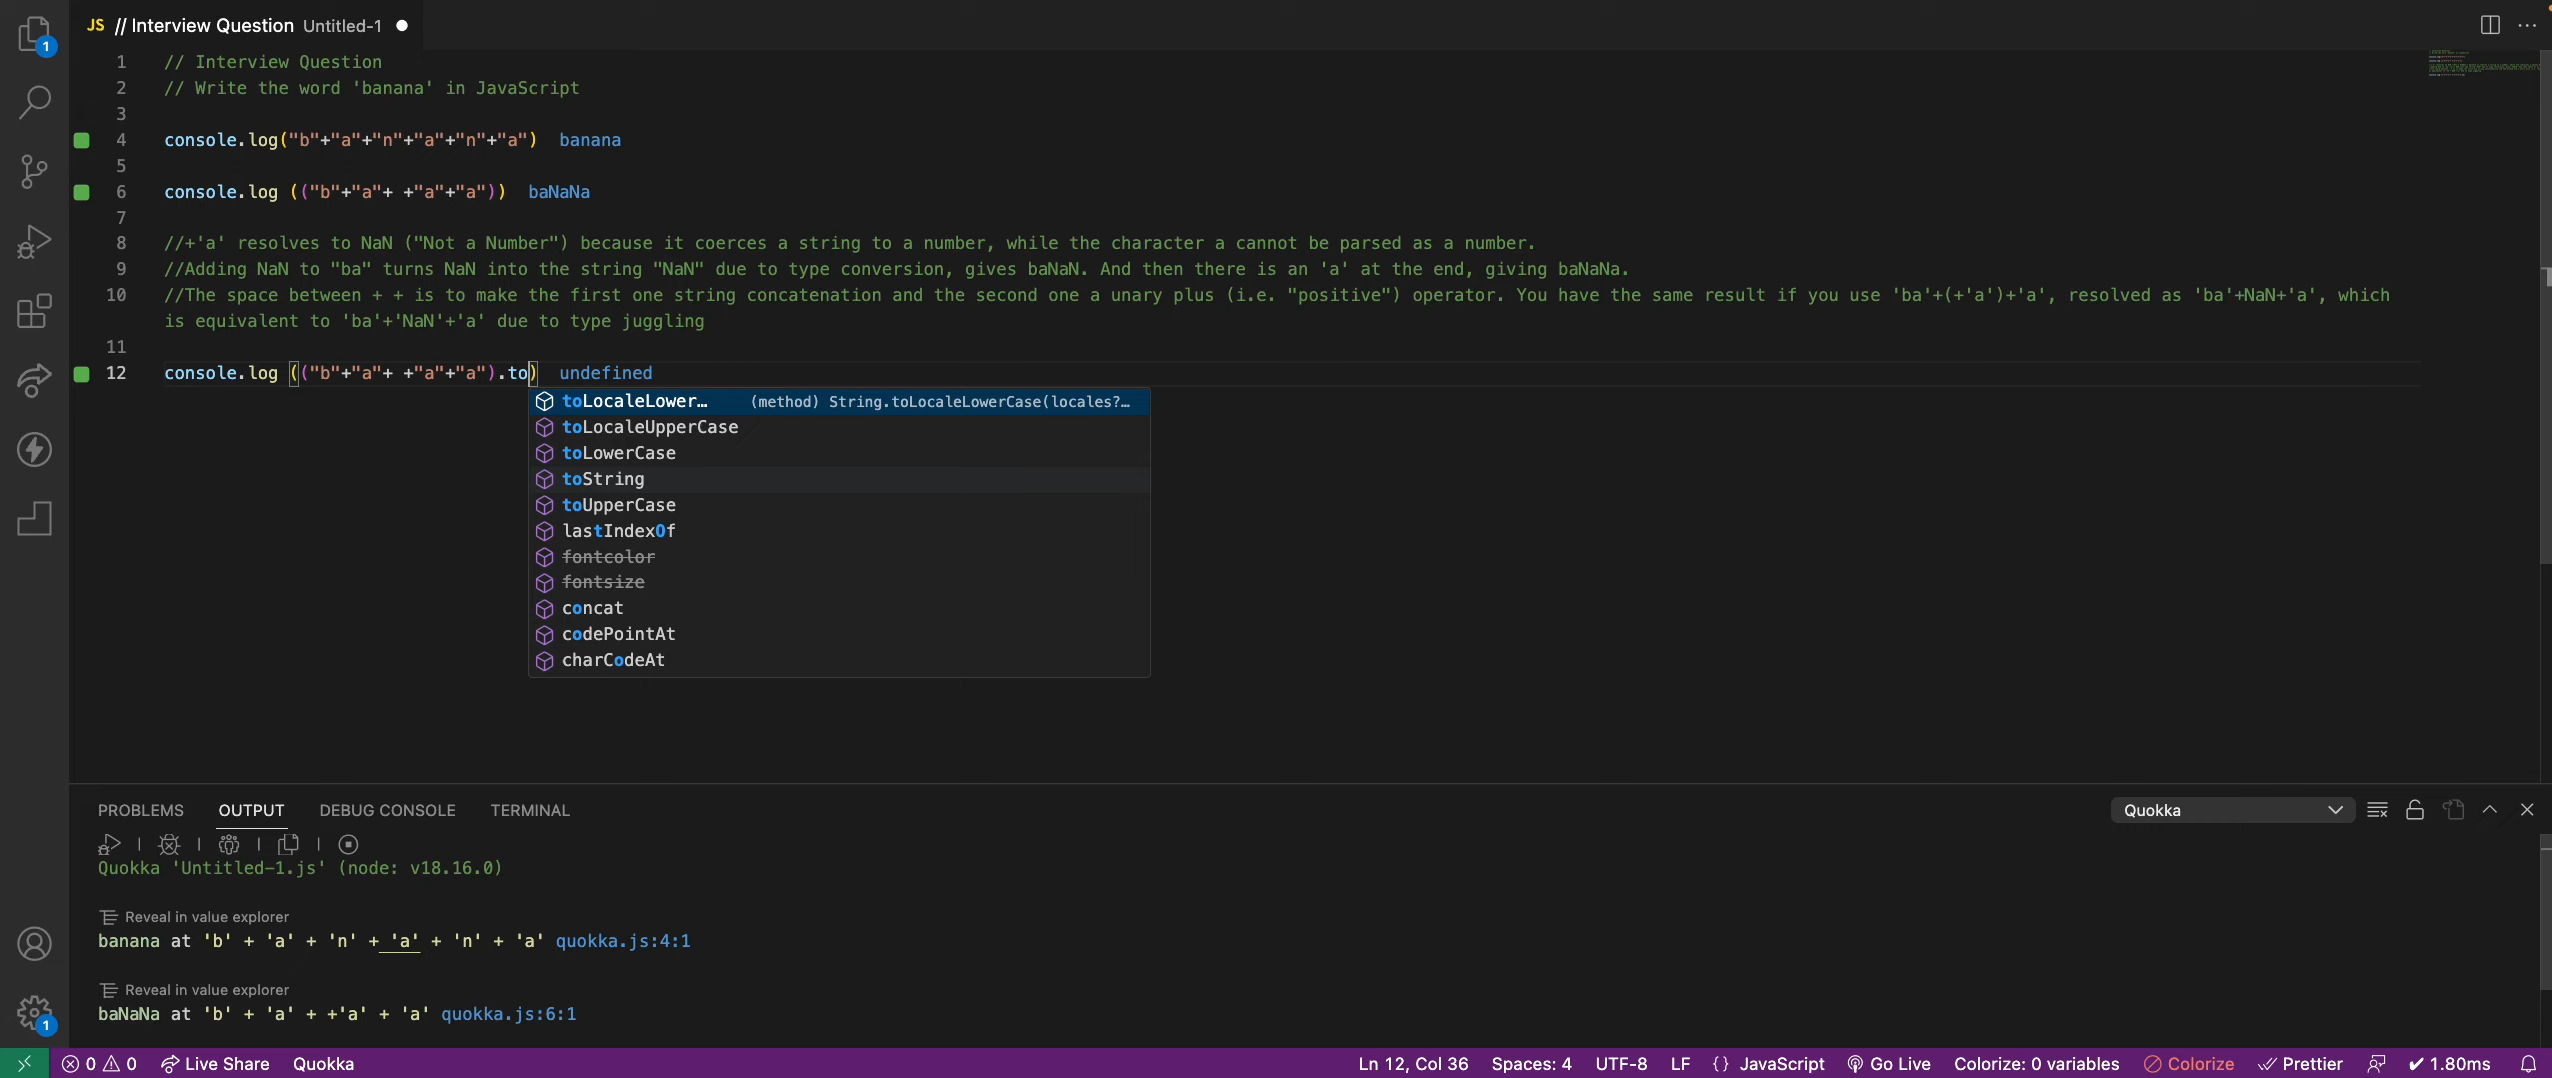 1
JS // Interview Question Untitled-1
1 // Interview Question
2 // Write the word 'banana' in JavaScript
3
4 console.log("b"+"a"+"n"+"a"+"n"+"a") banana
5
6 console.log (("b"+"a"+ +"a"+"a")) baNaNa
7
8 //+'a' resolves to NaN ("Not a Number") because it coerces a string to a number, while the character a cannot be parsed as a number.
9 //Adding NaN to "ba" turns NaN into the string "NaN" due to type conversion, gives baNaN. And then there is an 'a' at the end, giving baNaNa.
10 //The space between + + is to make the first one string concatenation and the second one a unary plus (i.e. "positive") operator. You have the same result if you use 'ba'+(+'a')+'a', resolved as 'ba'+NaN+'a', which
is equivalent to 'ba'+'NaN'+'a' due to type juggling
11
12 console.log (("b"+"a"+ +"a"+"a").to) undefined
toLocaleLower… (method) String.toLocaleLowerCase(locales?…
toLocaleUpperCase
toLowerCase
toString
toUpperCase
lastIndexOf
fontcolor
fontsize
concat
codePointAt
charCodeAt
PROBLEMS OUTPUT DEBUG CONSOLE TERMINAL Quokka
Quokka 'Untitled-1.js' (node: v18.16.0)
Reveal in value explorer
banana at 'b' + 'a' + 'n' + 'a' + 'n' + 'a' quokka.js:4:1
Reveal in value explorer
baNaNa at 'b' + 'a' + +'a' + 'a' quokka.js:6:1
1
0 0 Live Share Quokka Ln 12, Col 36 Spaces: 4 UTF-8 LF {} JavaScript Go Live Colorize: 0 variables Colorize Prettier 1.80ms